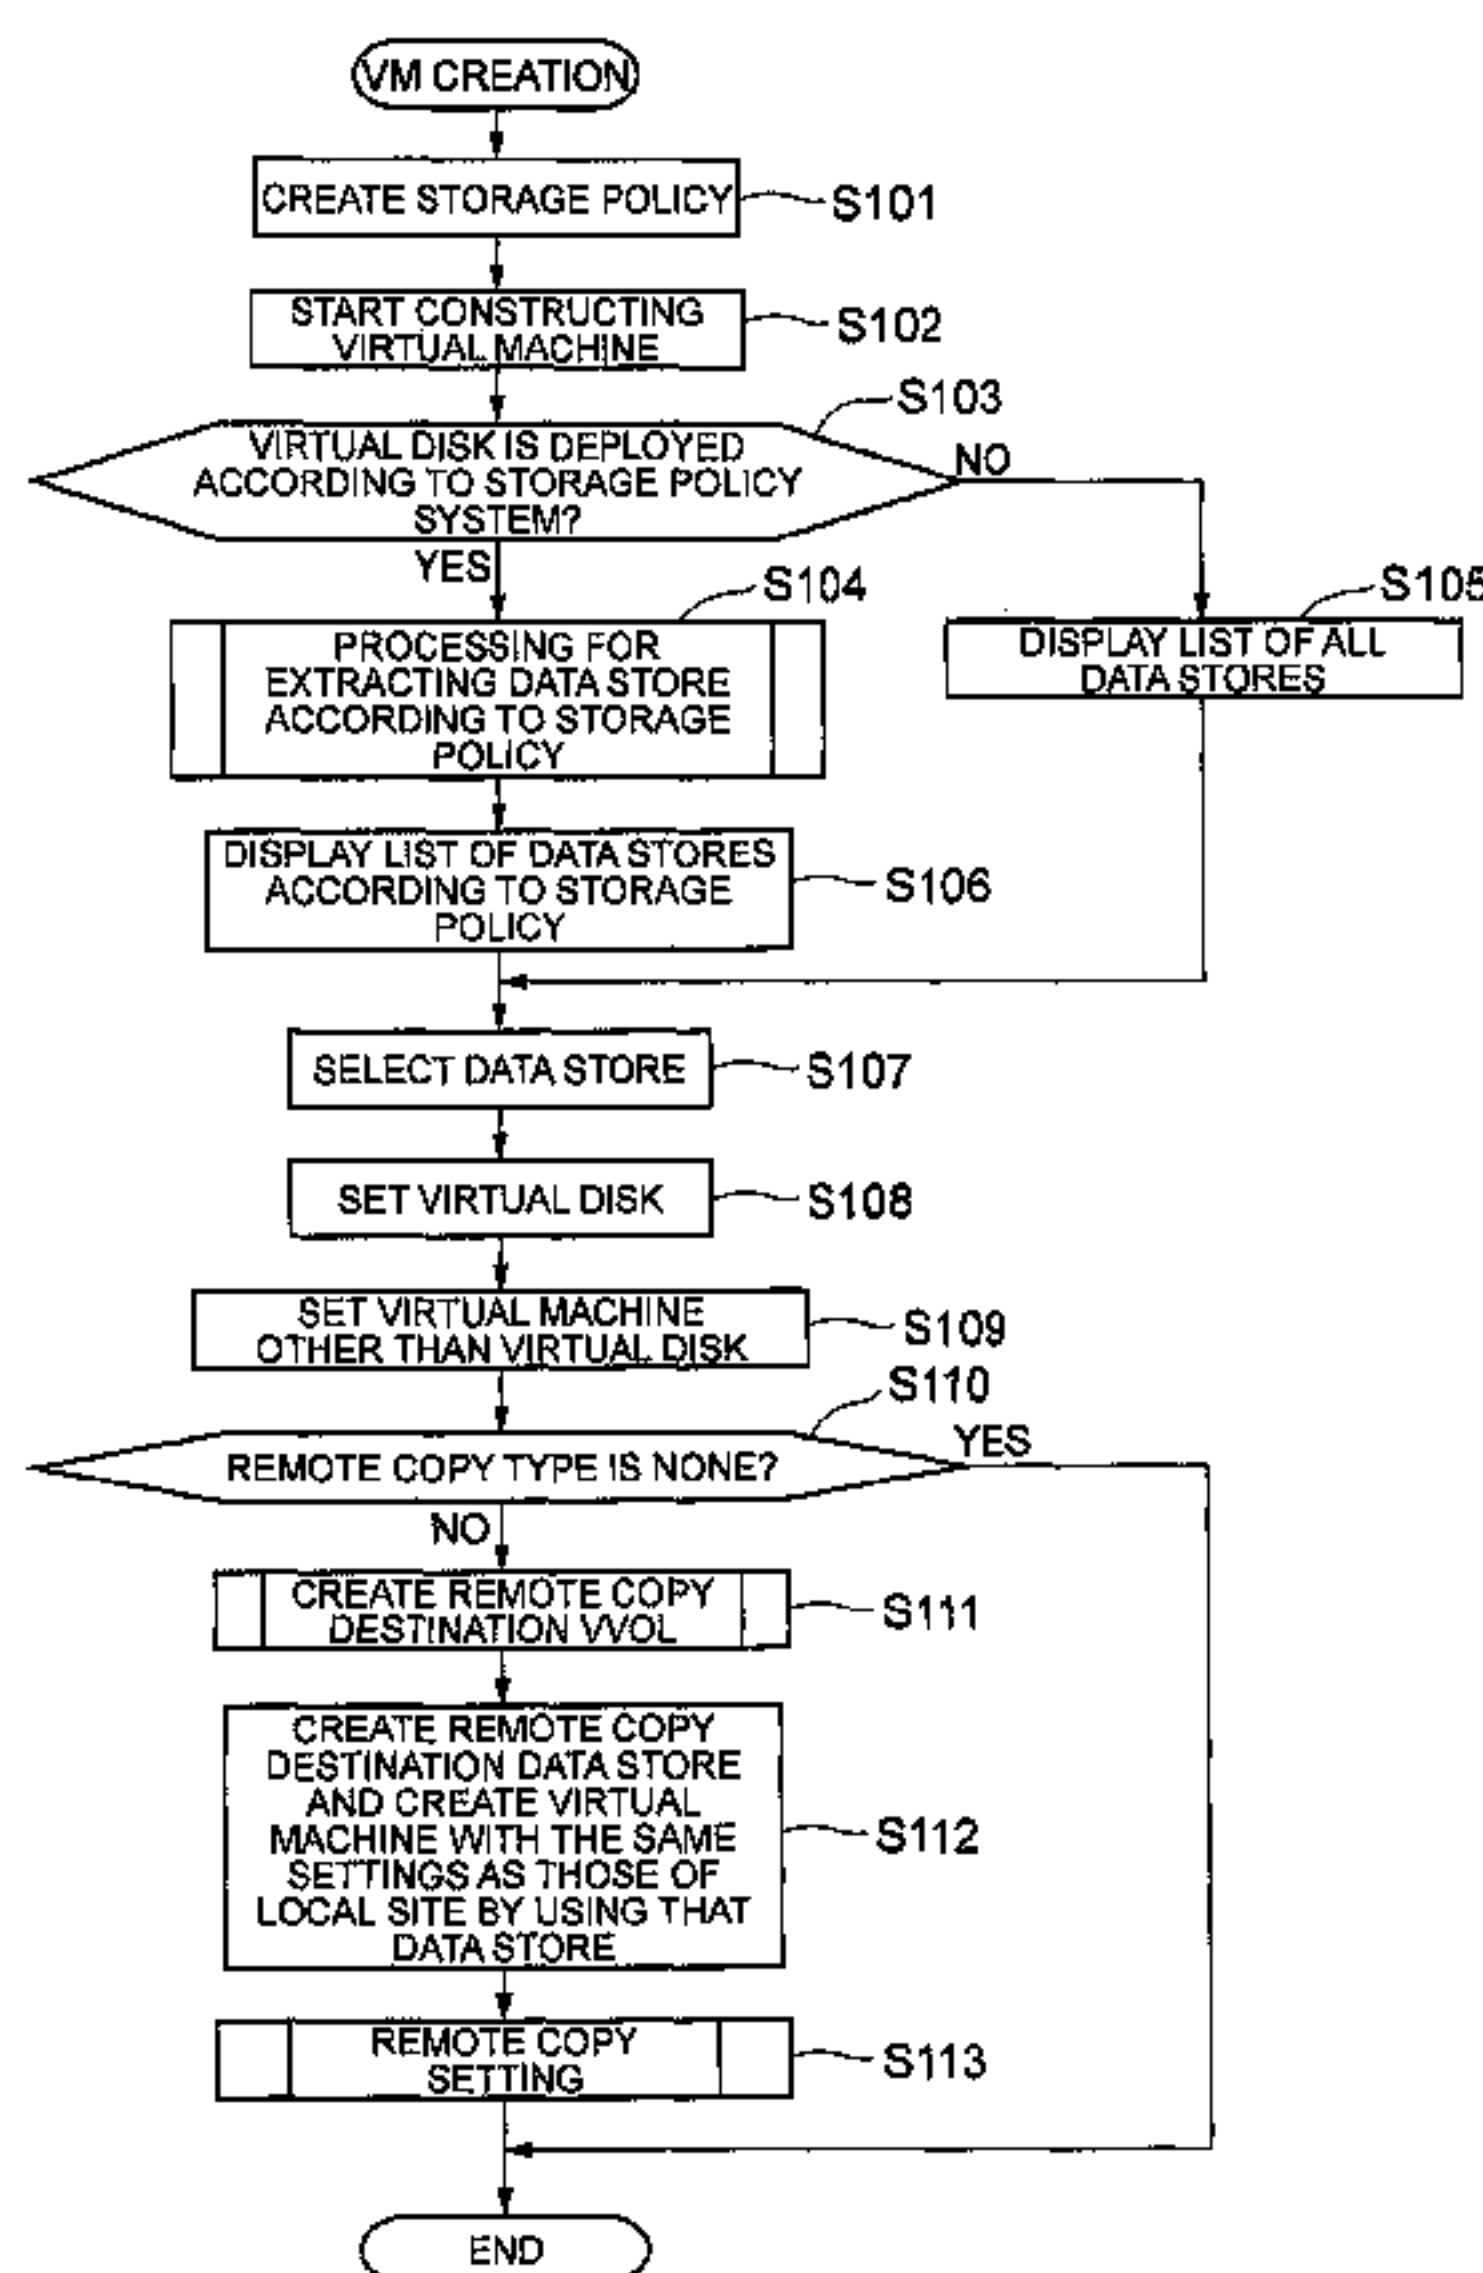 VM CREATION
CREATE STORAGE POLICY
S101
START CONSTRUCTING
VIRTUAL MACHINE
S102
S103
VIRTUAL DISK IS DEPLOYED
ACCORDING TO STORAGE POLICY
SYSTEM?
NO
YES
S104
S105
PROCESSING FOR
EXTRACTING DATA STORE
ACCORDING TO STORAGE
POLICY
DISPLAY LIST OF ALL
DATA STORES
DISPLAY LIST OF DATA STORES
ACCORDING TO STORAGE
POLICY
S106
SELECT DATA STORE
S107
SET VIRTUAL DISK
S108
SET VIRTUAL MACHINE
OTHER THAN VIRTUAL DISK
S109
S110
REMOTE COPY TYPE IS NONE?
YES
NO
CREATE REMOTE COPY
DESTINATION VVOL
S111
CREATE REMOTE COPY
DESTINATION DATA STORE
AND CREATE VIRTUAL
MACHINE WITH THE SAME
SETTINGS AS THOSE OF
LOCAL SITE BY USING THAT
DATA STORE
S112
REMOTE COPY
SETTING
S113
END